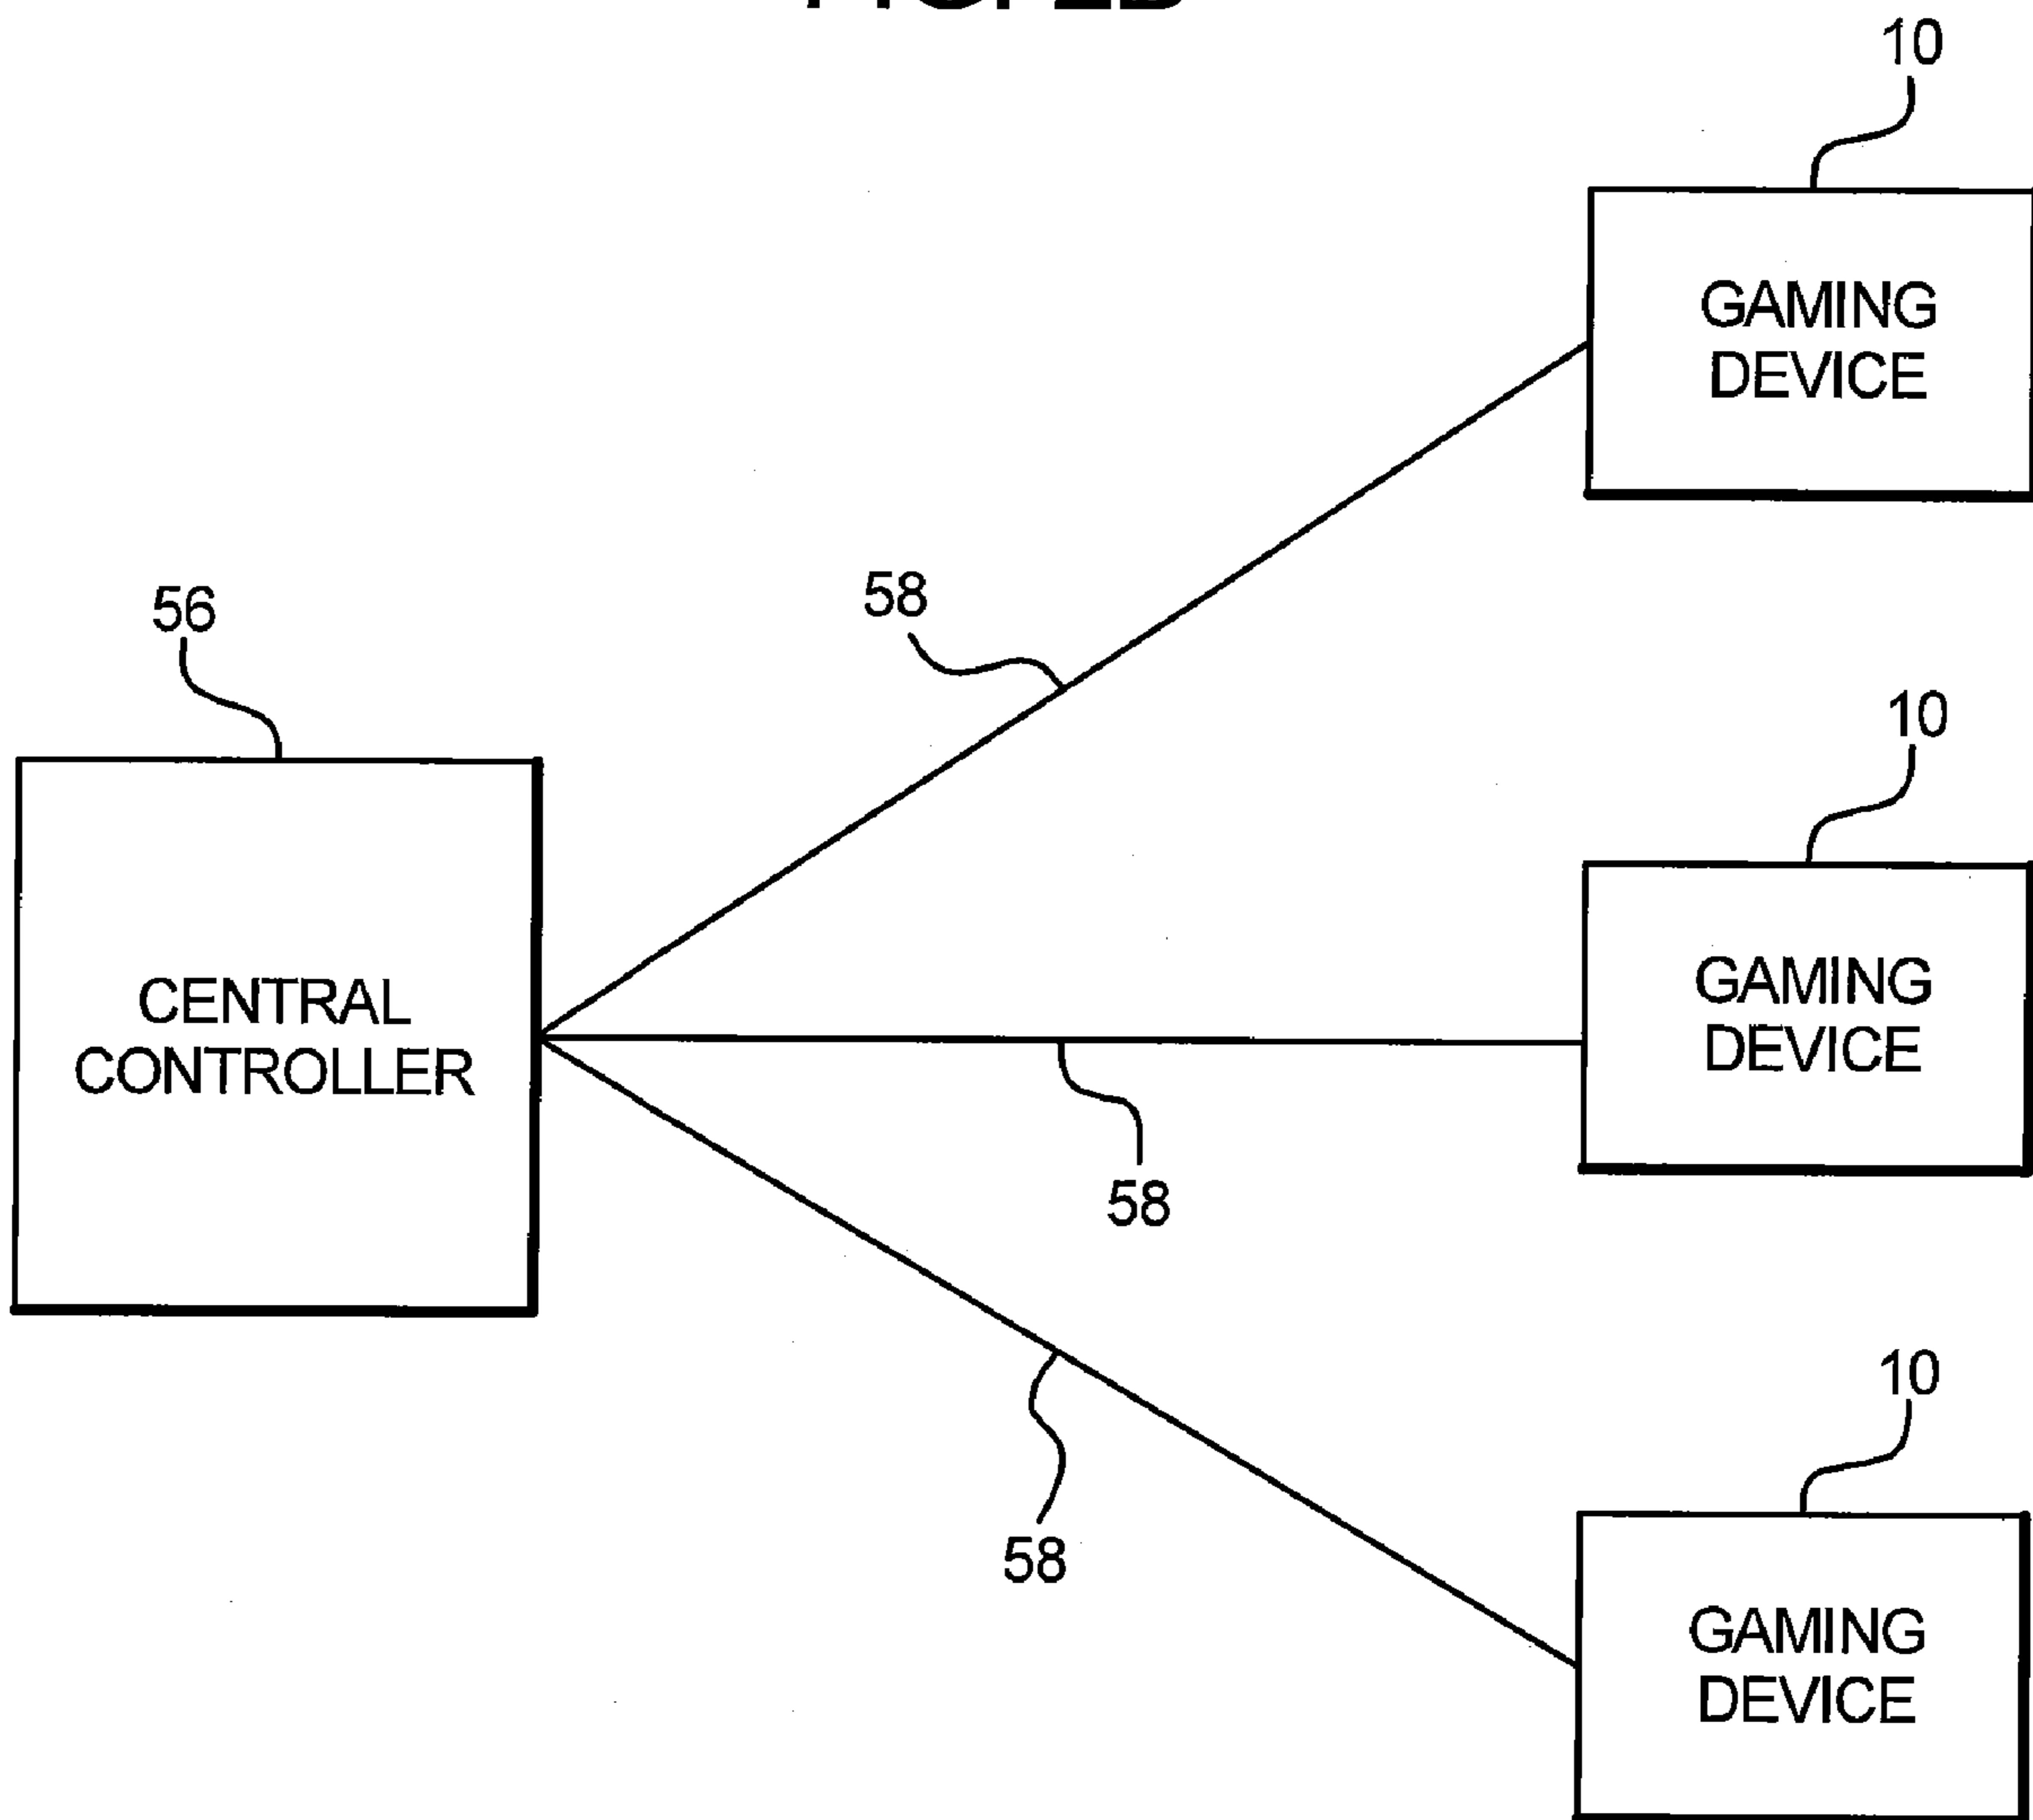 10
GAMING
DEVICE
58
56
10
CENTRAL
CONTROLLER
GAMING
DEVICE
58
10
58
GAMING
DEVICE